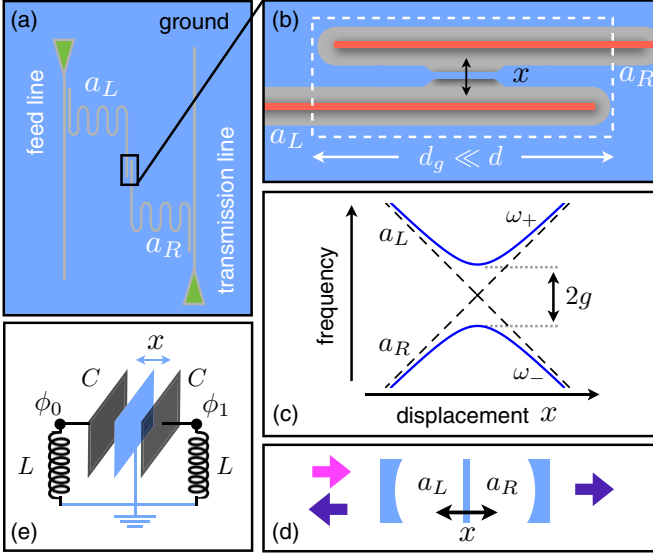 (a)
ground
a_L
feed line
a_R
transmission line
(b)
x
a_R
a_L
d_g ≪ d
a_L
ω_+
frequency
2g
a_R
ω_−
(c)
displacement x
x
C
C
ϕ_0
ϕ_1
L
L
(e)
a_L
a_R
x
(d)